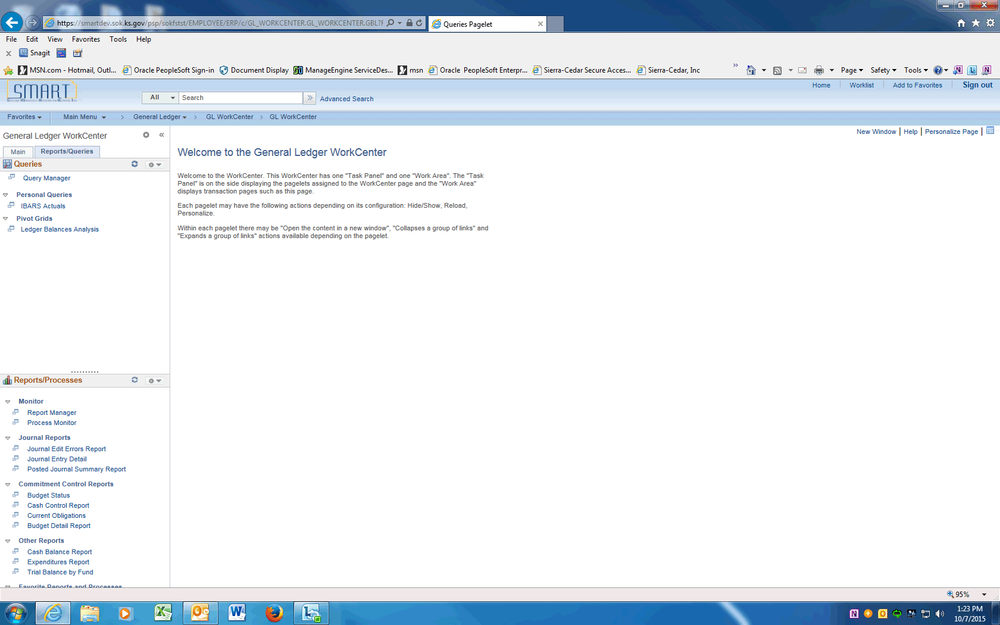 https://smartdev.sok.ks.gov/psp/sokfstst/EMPLOYEE/ERP/c/GL_WORKCENTER.GL_WORKCENTER.GBL?F
Queries Pagelet
File Edit View Favorites Tools Help
Snagit
MSN.com - Hotmail, Outl... Oracle PeopleSoft Sign-in Document Display ManageEngine ServiceDes... msn Oracle PeopleSoft Enterpr... Sierra-Cedar Secure Acces... Sierra-Cedar, Inc Page Safety Tools
SMART
Home Worklist Add to Favorites Sign out
All Search Advanced Search
Favorites Main Menu General Ledger GL WorkCenter GL WorkCenter
New Window | Help | Personalize Page |
General Ledger WorkCenter
Main Reports/Queries
Queries
Query Manager
Personal Queries
IBARS Actuals
Pivot Grids
Ledger Balances Analysis
Welcome to the General Ledger WorkCenter
Welcome to the WorkCenter. This WorkCenter has one "Task Panel" and one "Work Area". The "Task
Panel" is on the side displaying the pagelets assigned to the WorkCenter page and the "Work Area"
displays transaction pages such as this page.
Each pagelet may have the following actions depending on its configuration: Hide/Show, Reload,
Personalize.
Within each pagelet there may be "Open the content in a new window", "Collapses a group of links" and
"Expands a group of links" actions available depending on the pagelet.
Reports/Processes
Monitor
Report Manager
Process Monitor
Journal Reports
Journal Edit Errors Report
Journal Entry Detail
Posted Journal Summary Report
Commitment Control Reports
Budget Status
Cash Control Report
Current Obligations
Budget Detail Report
Other Reports
Cash Balance Report
Expenditures Report
Trial Balance by Fund
Favorite Reports and Processes
95%
1:23 PM
10/7/2015